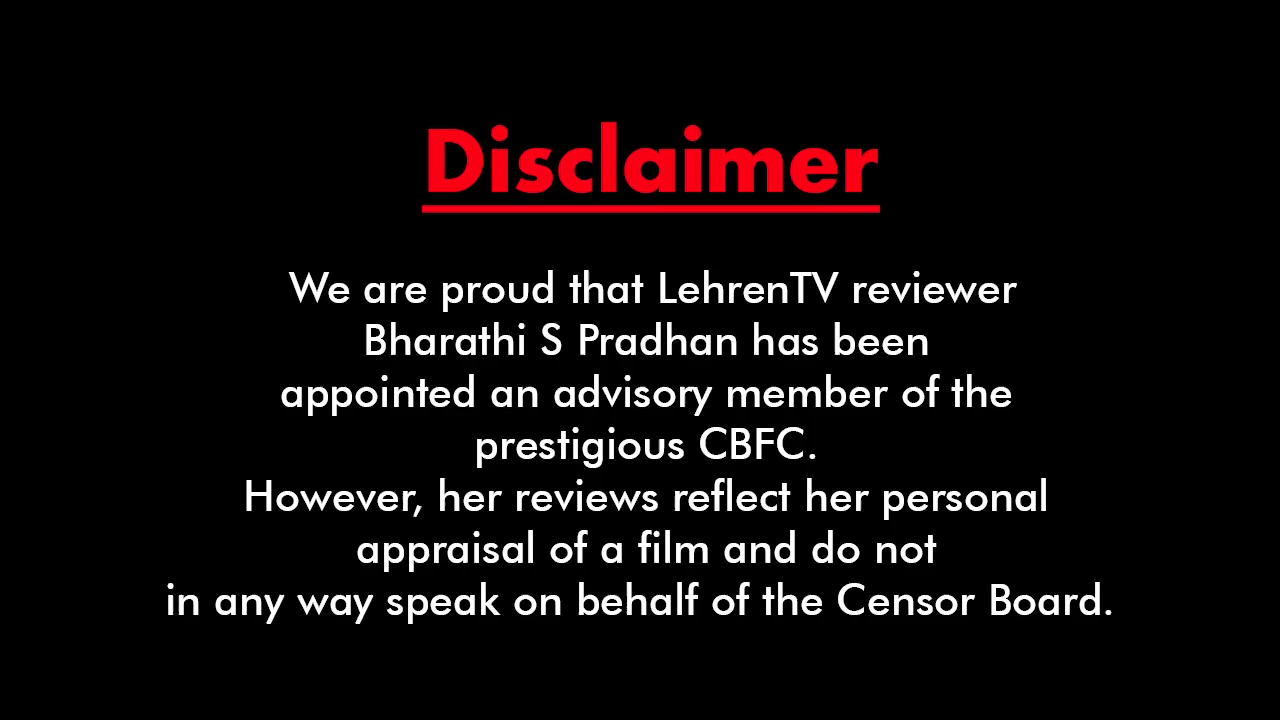 Disclaimer
We are proud that LehrenTV reviewer
Bharathi S Pradhan has been
appointed an advisory member of the
prestigious CBFC.
However, her reviews reflect her personal
appraisal of a film and do not
in any way speak on behalf of the Censor Board.